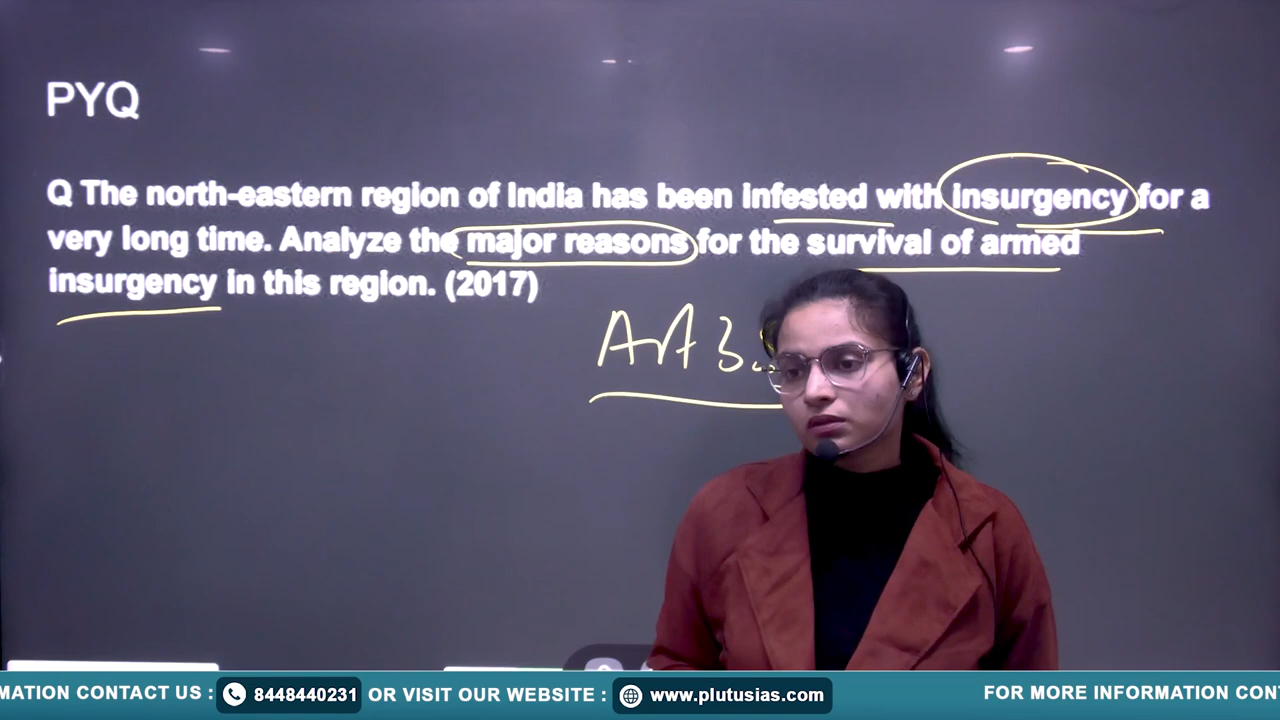 PYQ
Q The north-eastern region of India has been infested with insurgency for a
very long time. Analyze the major reasons for the survival of armed
insurgency in this region. (2017)
MATION CONTACT US : 8448440231 OR VISIT OUR WEBSITE : www.plutusias.com FOR MORE INFORMATION CONT